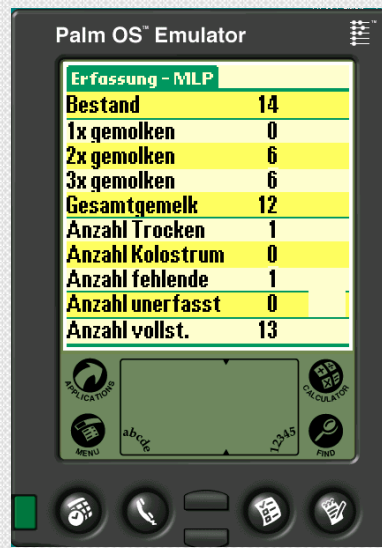 Palm OS™ Emulator
Erfassung - MLP
Bestand 14
1x gemolken 0
2x gemolken 6
3x gemolken 6
Gesamtgemelk 12
Anzahl Trocken 1
Anzahl Kolostrum 0
Anzahl fehlende 1
Anzahl unerfasst 0
Anzahl vollst. 13
APPLICATIONS
CALCULATOR
MENU
abcde
12345
FIND